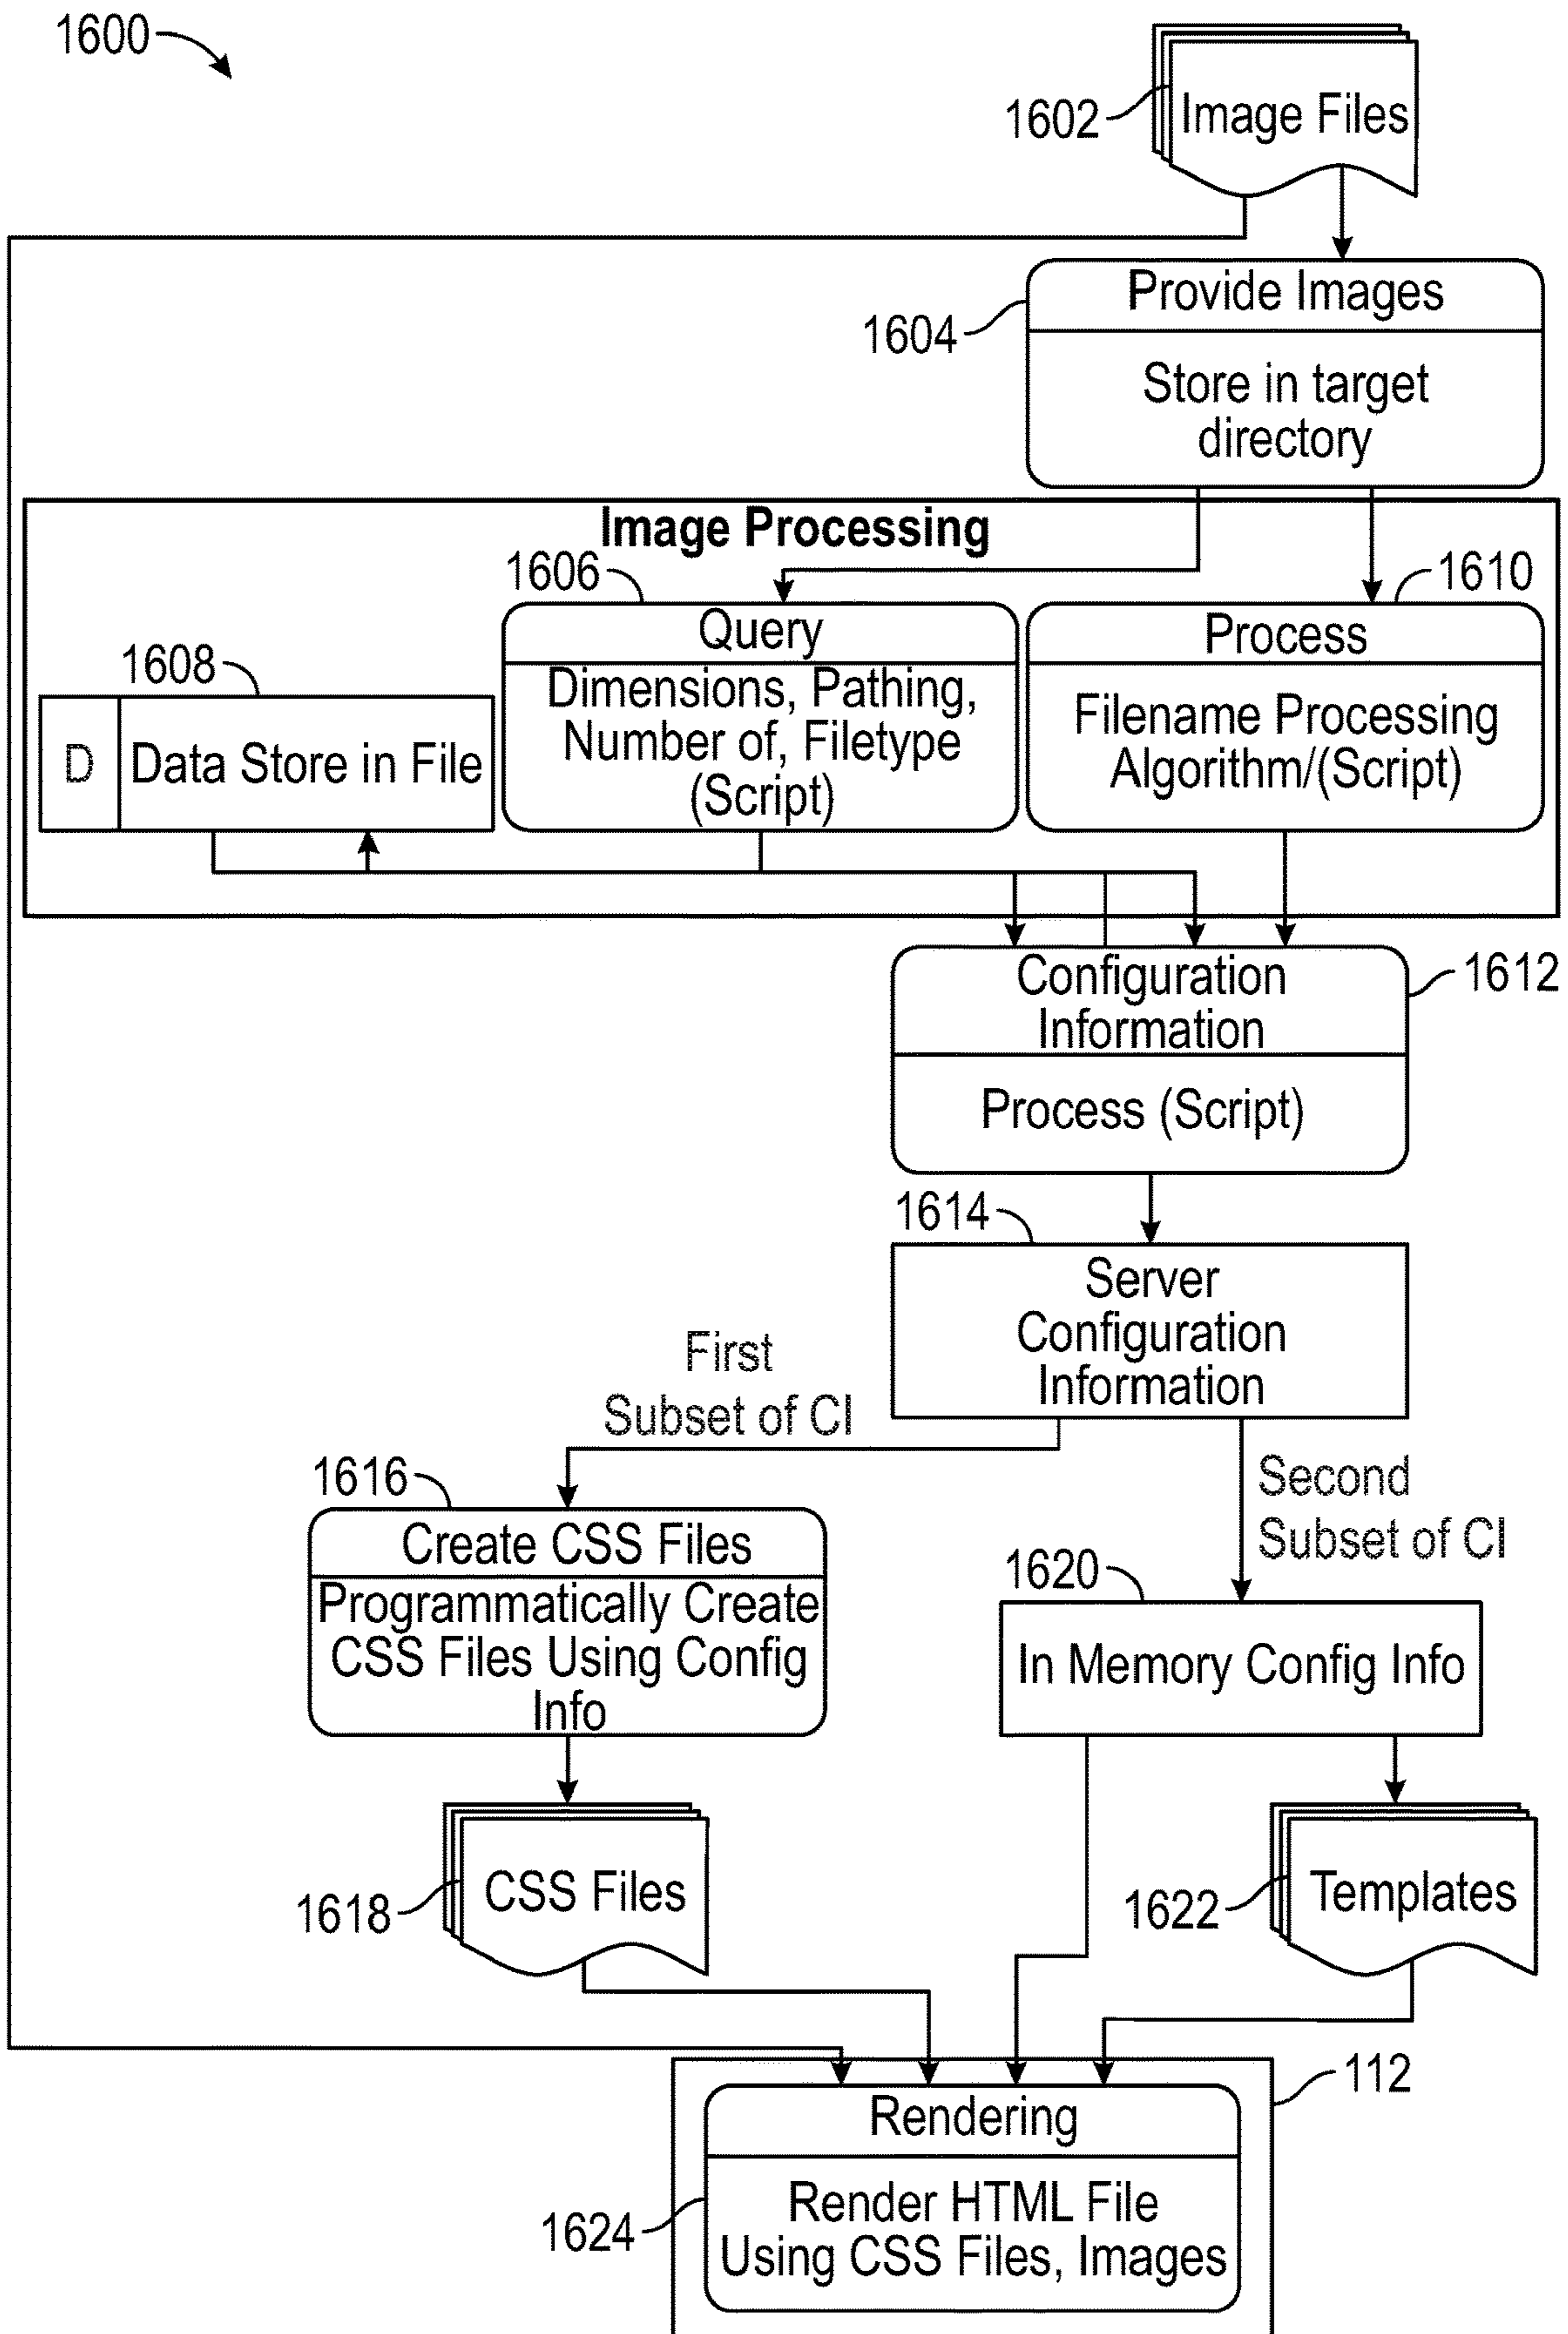 1600
1602
Image Files
Provide Images
1604
Store in target
directory
Image Processing
1606
1610
Query
Process
1608
Dimensions, Pathing,
Number of, Filetype
(Script)
Filename Processing
Algorithm/(Script)
D
Data Store in File
Configuration
Information
1612
Process (Script)
1614
Server
Configuration
Information
First
Subset of CI
Second
Subset of CI
1616
Create CSS Files
Programmatically Create
CSS Files Using Config
Info
1620
In Memory Config Info
1618
CSS Files
1622
Templates
112
Rendering
1624
Render HTML File
Using CSS Files, Images